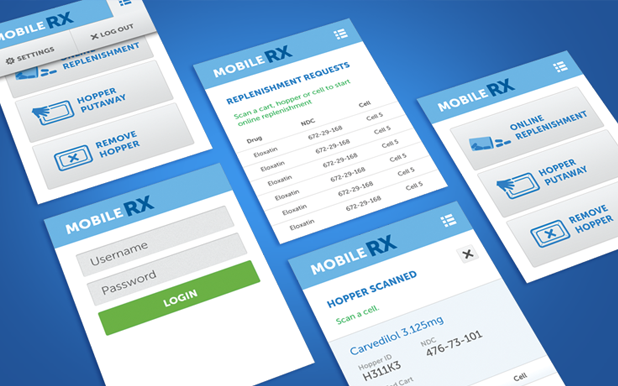 MOBILE RX
SETTINGS
LOG OUT
ONLINE
REPLENISHMENT
HOPPER
PUTAWAY
REMOVE
HOPPER
MOBILE RX
REPLENISHMENT REQUESTS
Scan a cart, hopper or cell to start
online replenishment
Drug NDC Cell
Eloxatin 672-29-168 Cell 5
Eloxatin 672-29-168 Cell 5
Eloxatin 672-29-168 Cell 5
Eloxatin 672-29-168 Cell 5
Eloxatin 672-29-168 Cell 5
Eloxatin 672-29-168 Cell 5
MOBILE RX
ONLINE
REPLENISHMENT
HOPPER
PUTAWAY
REMOVE
HOPPER
MOBILE RX
Username
Password
LOGIN
MOBILE RX
HOPPER SCANNED
Scan a cell.
Carvedilol 3.125mg
Hopper ID NDC
H311K3 476-73-101
Cart Cell